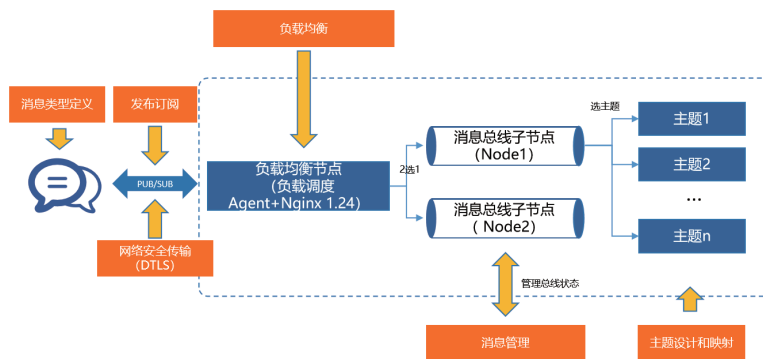 负载均衡
消息类型定义
发布订阅
PUB/SUB
网络安全传输
（DTLS）
负载均衡节点
（负载调度
Agent+Nginx 1.24）
2选1
消息总线子节点
（Node1）
消息总线子节点
（ Node2）
选主题
主题1
主题2
...
主题n
管理总线状态
消息管理
主题设计和映射